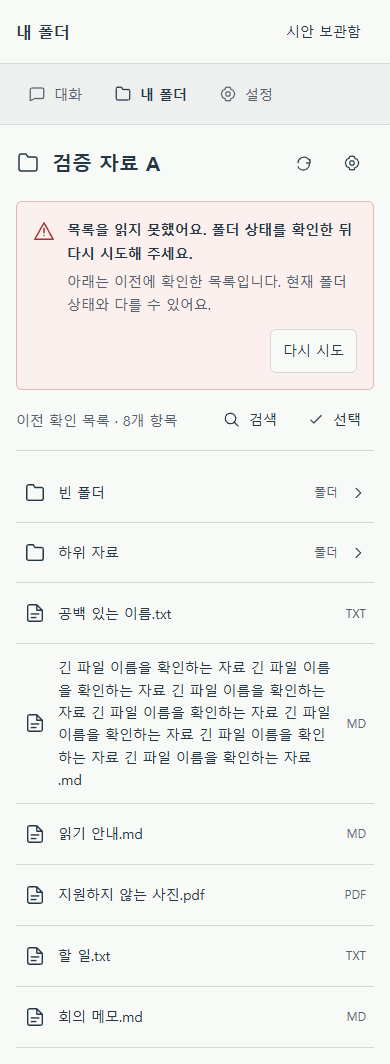 내 폴더
시안 보관함
대화
내 폴더
설정
검증 자료 A
목록을 읽지 못했어요. 폴더 상태를 확인한 뒤
다시 시도해 주세요.
아래는 이전에 확인한 목록입니다. 현재 폴더
상태와 다를 수 있어요.
다시 시도
이전 확인 목록 · 8개 항목
검색
선택
빈 폴더
폴더
하위 자료
폴더
공백 있는 이름.txt
TXT
긴 파일 이름을 확인하는 자료 긴 파일 이름
을 확인하는 자료 긴 파일 이름을 확인하는
자료 긴 파일 이름을 확인하는 자료 긴 파일
이름을 확인하는 자료 긴 파일 이름을 확인
하는 자료 긴 파일 이름을 확인하는 자료
.md
MD
읽기 안내.md
MD
지원하지 않는 사진.pdf
PDF
할 일.txt
TXT
회의 메모.md
MD